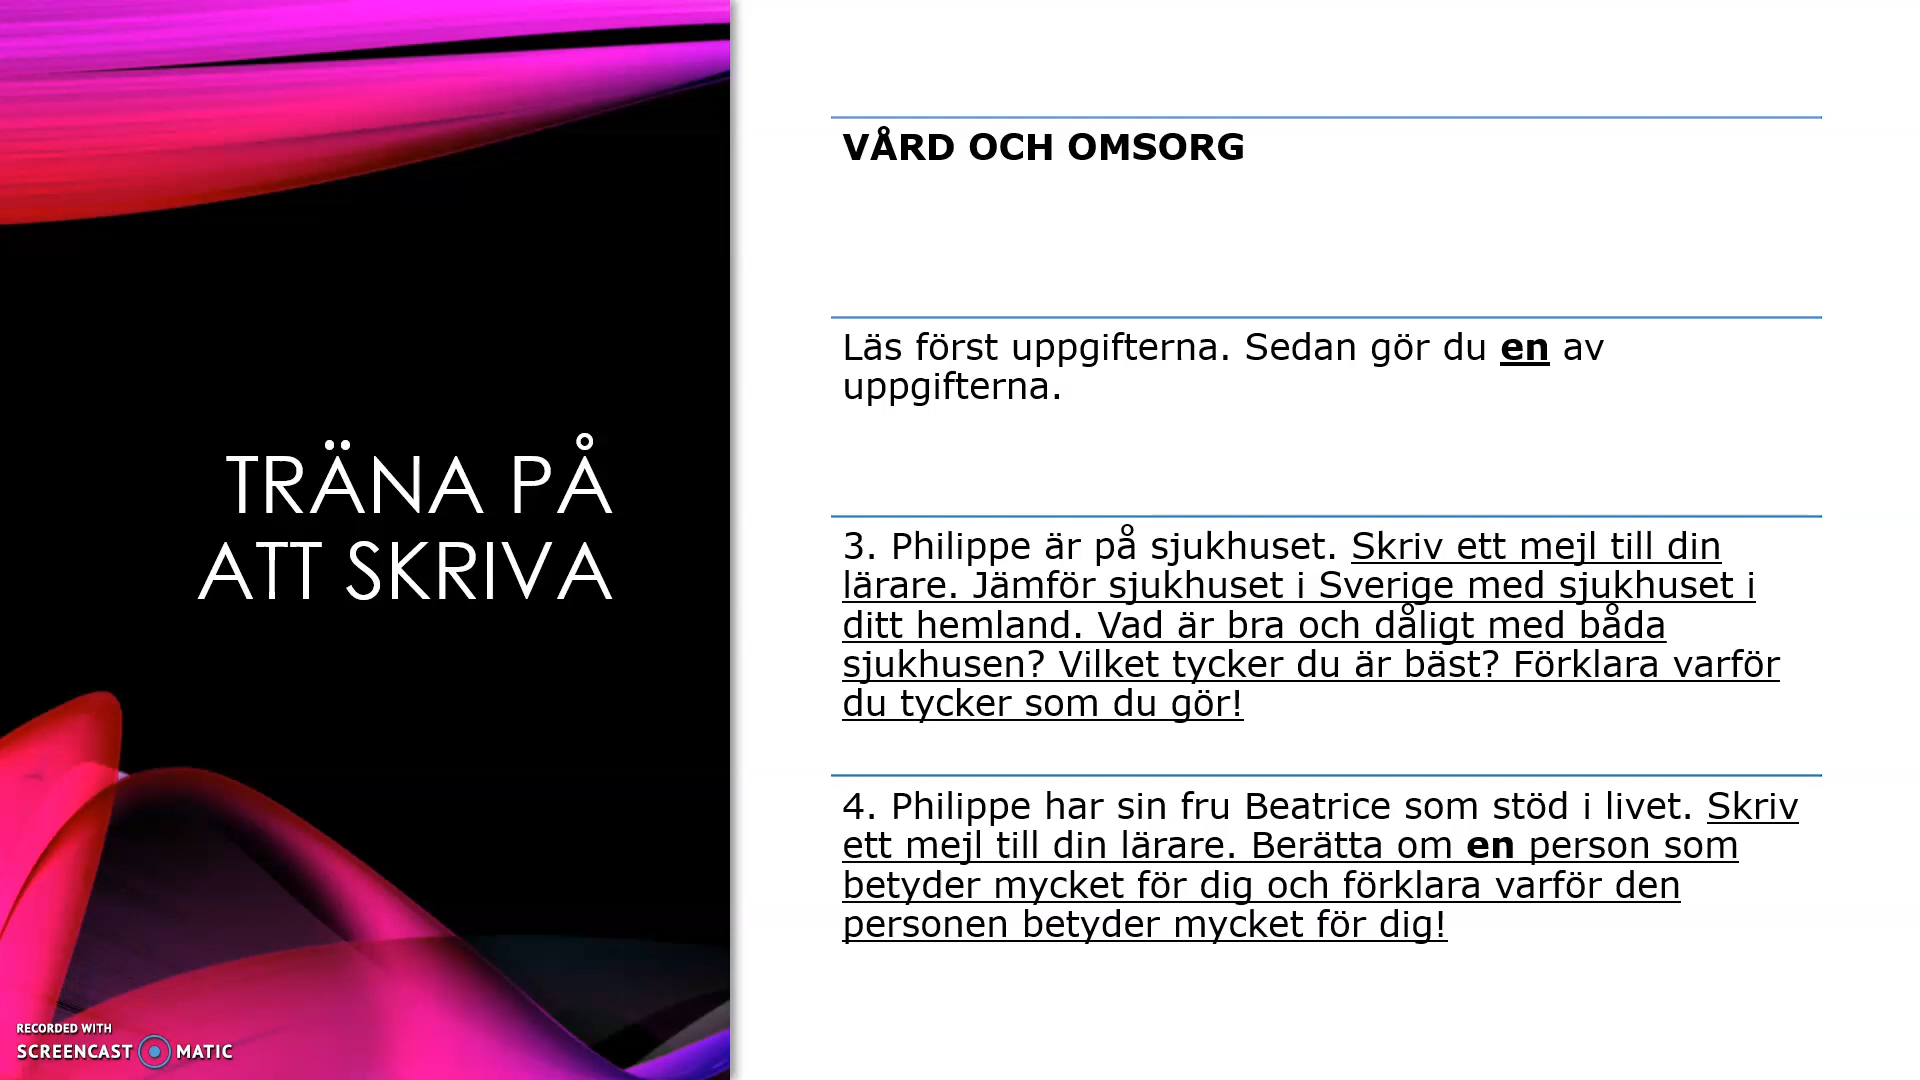 TRÄNA PÅ
ATT SKRIVA
VÅRD OCH OMSORG
Läs först uppgifterna. Sedan gör du en av
uppgifterna.
3. Philippe är på sjukhuset. Skriv ett mejl till din
lärare. Jämför sjukhuset i Sverige med sjukhuset i
ditt hemland. Vad är bra och dåligt med båda
sjukhusen? Vilket tycker du är bäst? Förklara varför
du tycker som du gör!
4. Philippe har sin fru Beatrice som stöd i livet. Skriv
ett mejl till din lärare. Berätta om en person som
betyder mycket för dig och förklara varför den
personen betyder mycket för dig!
RECORDED WITH
SCREENCAST MATIC